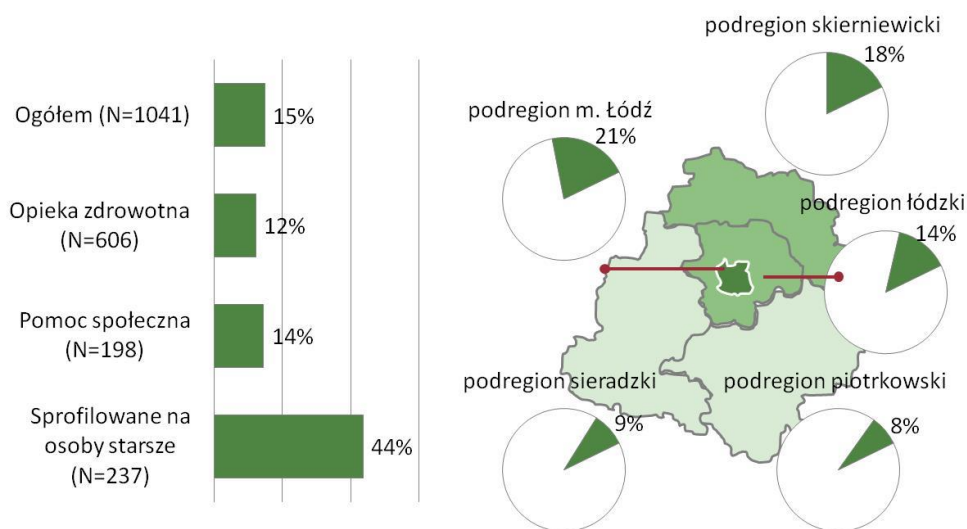 Ogółem (N=1041)
15%
Opieka zdrowotna
(N=606)
12%
Pomoc społeczna
(N=198)
14%
Sprofilowane na
osoby starsze
(N=237)
44%
podregion skierniewicki
18%
podregion m. Łódź
21%
podregion łódzki
14%
podregion sieradzki
9%
podregion piotrkowski
8%